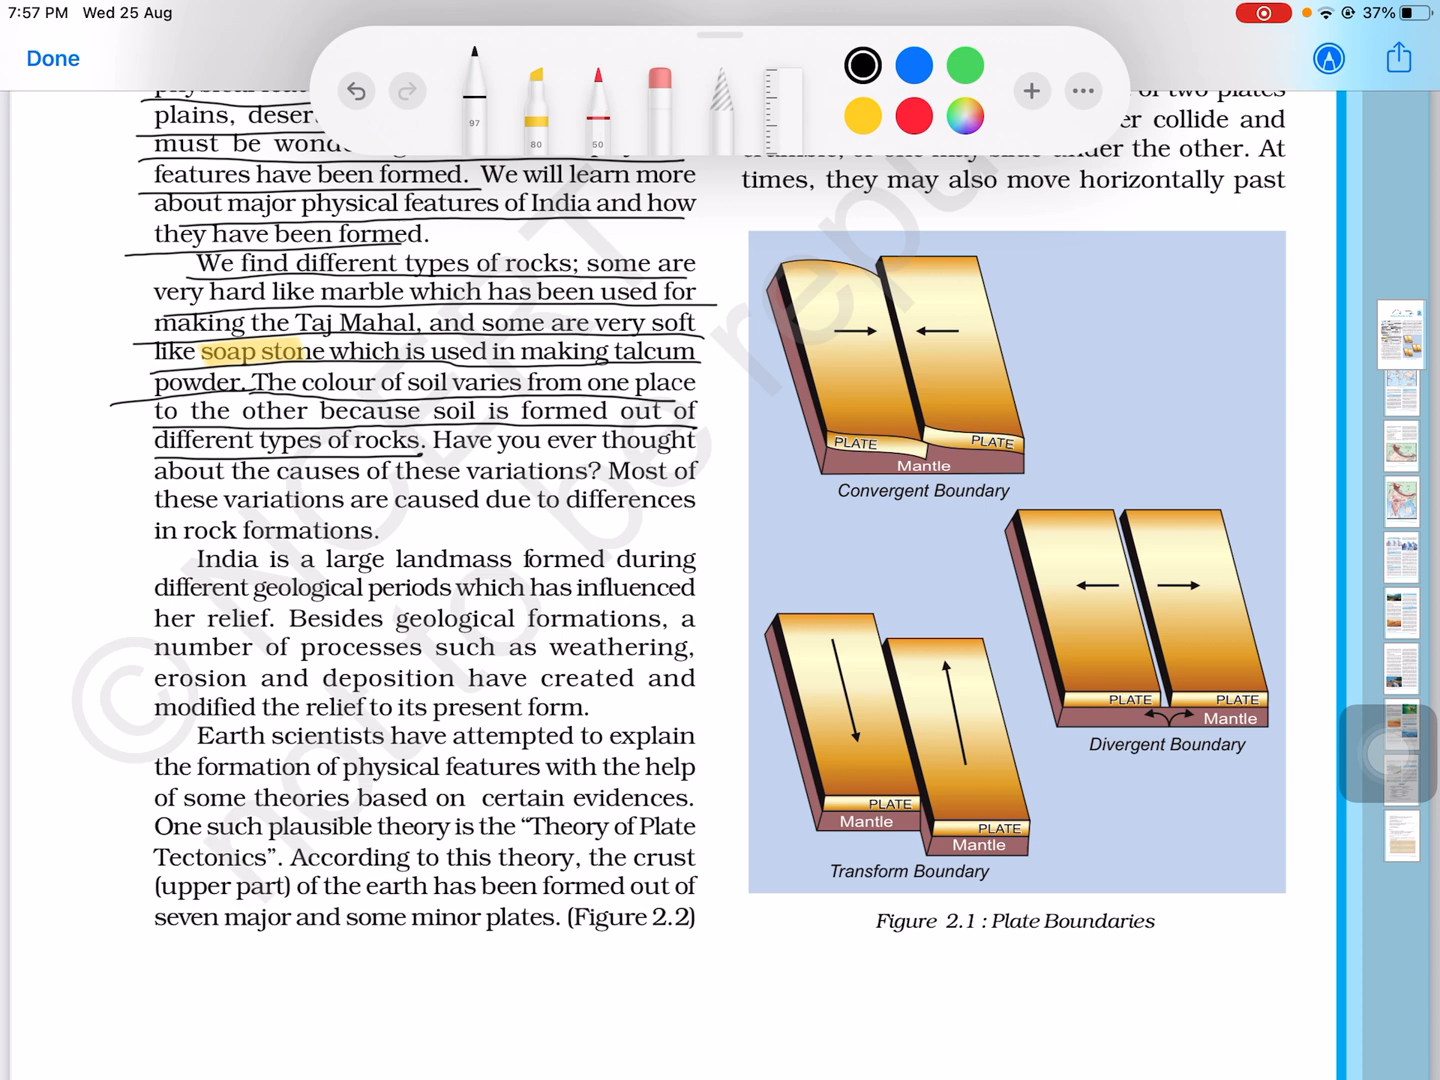 7:57 PM Wed 25 Aug
37%
Done
97
80
50
plains,
must be
features have been formed. We will learn more
about major physical features of India and how
they have been formed.
We find different types of rocks; some are
very hard like marble which has been used for
making the Taj Mahal, and some are very soft
like soap stone which is used in making talcum
powder. The colour of soil varies from one place
to the other because soil is formed out of
different types of rocks. Have you ever thought
about the causes of these variations? Most of
these variations are caused due to differences
in rock formations.
India is a large landmass formed during
different geological periods which has influenced
her relief. Besides geological formations, a
number of processes such as weathering,
erosion and deposition have created and
modified the relief to its present form.
Earth scientists have attempted to explain
the formation of physical features with the help
of some theories based on certain evidences.
One such plausible theory is the “Theory of Plate
Tectonics”. According to this theory, the crust
(upper part) of the earth has been formed out of
seven major and some minor plates. (Figure 2.2)
of two plates
collide and
under the other. At
times, they may also move horizontally past
PLATE
PLATE
Mantle
Convergent Boundary
PLATE
PLATE
Mantle
Divergent Boundary
PLATE
Mantle
PLATE
Mantle
Transform Boundary
Figure 2.1 : Plate Boundaries
© NCERT
not to be